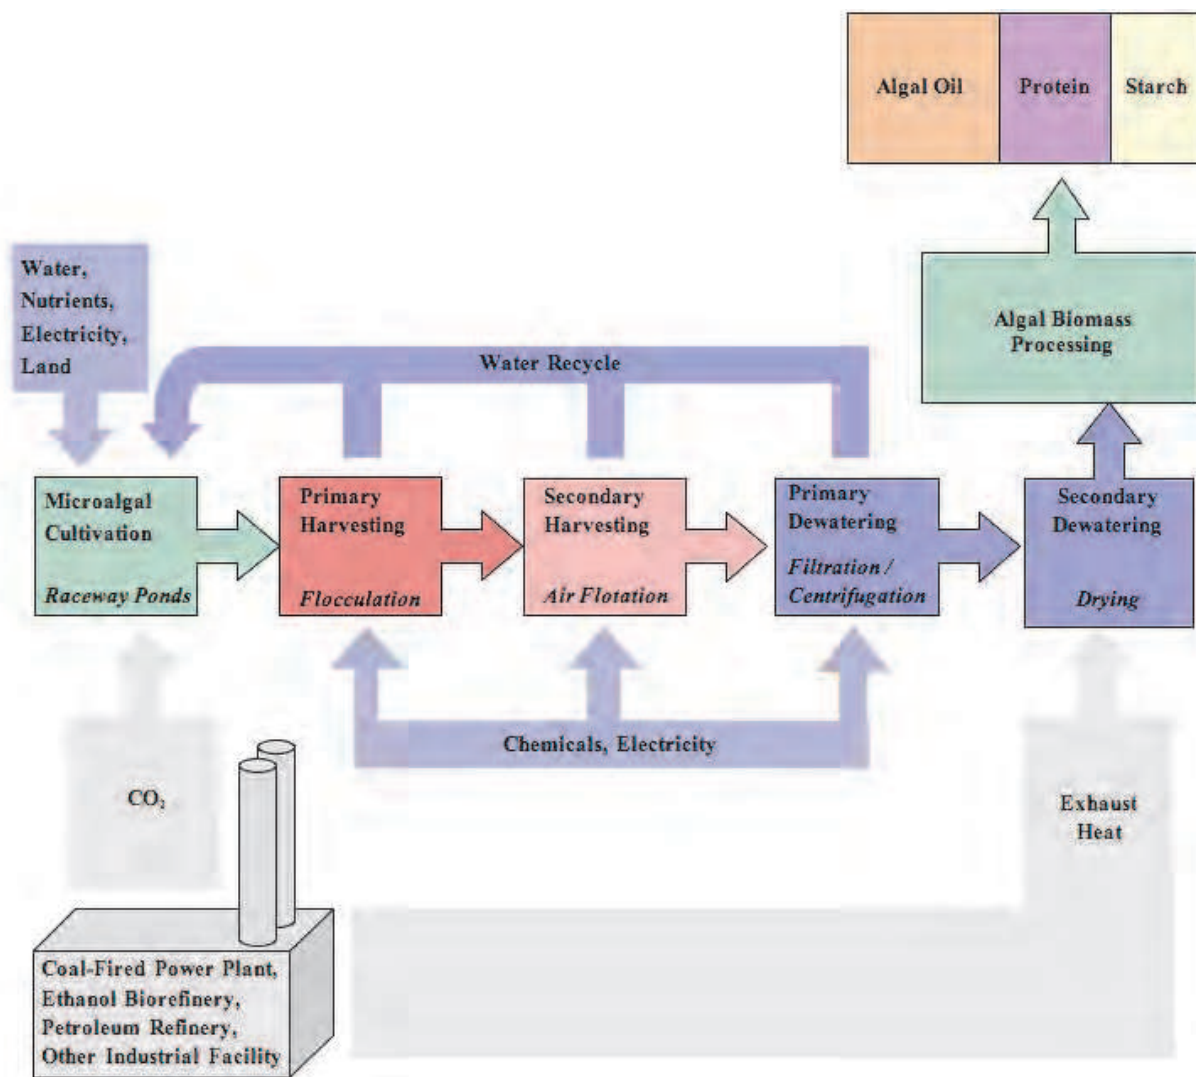 Algal Oil
Protein
Starch
Water,
Nutrients,
Electricity,
Land
Algal Biomass
Processing
Water Recycle
Microalgal
Cultivation
Raceway Ponds
Primary
Harvesting
Flocculation
Secondary
Harvesting
Air Flotation
Primary
Dewatering
Filtration /
Centrifugation
Secondary
Dewatering
Drying
Chemicals, Electricity
CO₂
Exhaust
Heat
Coal-Fired Power Plant,
Ethanol Biorefinery,
Petroleum Refinery,
Other Industrial Facility